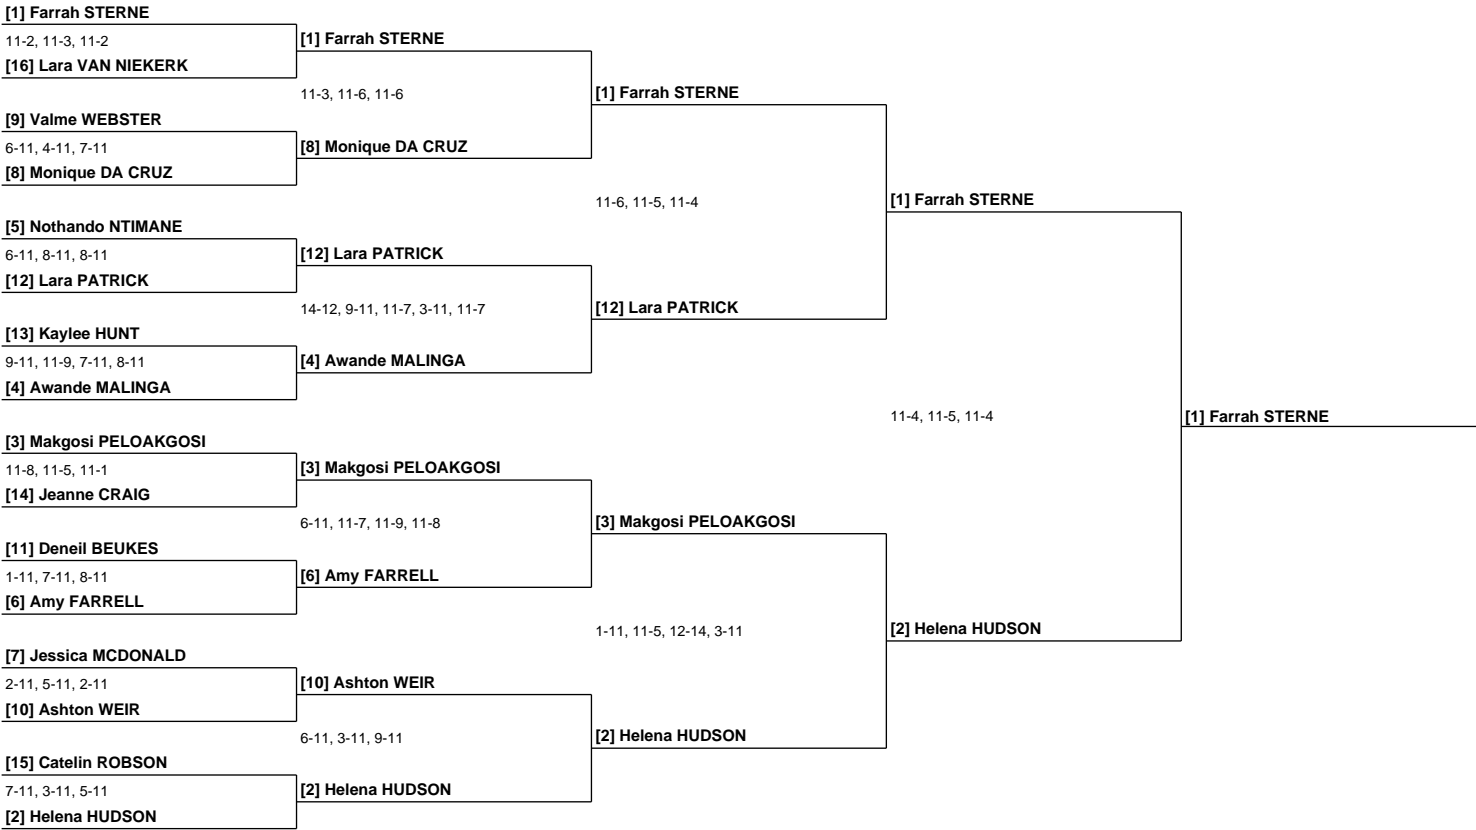 [1] Farrah STERNE
11-2, 11-3, 11-2
[16] Lara VAN NIEKERK
[9] Valme WEBSTER
6-11, 4-11, 7-11
[8] Monique DA CRUZ
[5] Nothando NTIMANE
6-11, 8-11, 8-11
[12] Lara PATRICK
[13] Kaylee HUNT
9-11, 11-9, 7-11, 8-11
[4] Awande MALINGA
[3] Makgosi PELOAKGOSI
11-8, 11-5, 11-1
[14] Jeanne CRAIG
[11] Deneil BEUKES
1-11, 7-11, 8-11
[6] Amy FARRELL
[7] Jessica MCDONALD
2-11, 5-11, 2-11
[10] Ashton WEIR
[15] Catelin ROBSON
7-11, 3-11, 5-11
[2] Helena HUDSON
[1] Farrah STERNE
11-3, 11-6, 11-6
[8] Monique DA CRUZ
[12] Lara PATRICK
14-12, 9-11, 11-7, 3-11, 11-7
[4] Awande MALINGA
[3] Makgosi PELOAKGOSI
6-11, 11-7, 11-9, 11-8
[6] Amy FARRELL
[10] Ashton WEIR
6-11, 3-11, 9-11
[2] Helena HUDSON
[1] Farrah STERNE
11-6, 11-5, 11-4
[12] Lara PATRICK
[3] Makgosi PELOAKGOSI
1-11, 11-5, 12-14, 3-11
[2] Helena HUDSON
[1] Farrah STERNE
11-4, 11-5, 11-4
[2] Helena HUDSON
[1] Farrah STERNE